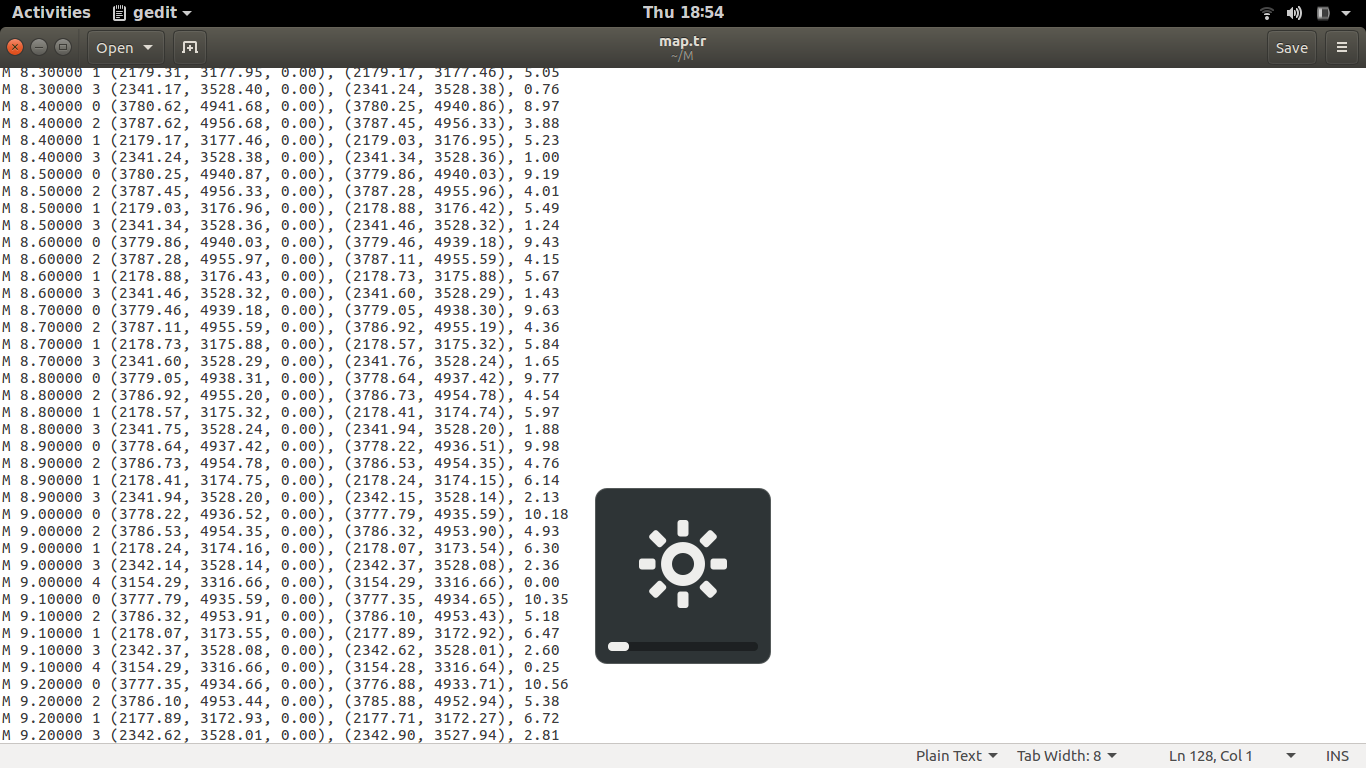 Activities gedit Thu 18:54
Open map.tr Save
~/M
M 8.30000 1 (2179.31, 3177.95, 0.00), (2179.17, 3177.46), 5.05
M 8.30000 3 (2341.17, 3528.40, 0.00), (2341.24, 3528.38), 0.76
M 8.40000 0 (3780.62, 4941.68, 0.00), (3780.25, 4940.86), 8.97
M 8.40000 2 (3787.62, 4956.68, 0.00), (3787.45, 4956.33), 3.88
M 8.40000 1 (2179.17, 3177.46, 0.00), (2179.03, 3176.95), 5.23
M 8.40000 3 (2341.24, 3528.38, 0.00), (2341.34, 3528.36), 1.00
M 8.50000 0 (3780.25, 4940.87, 0.00), (3779.86, 4940.03), 9.19
M 8.50000 2 (3787.45, 4956.33, 0.00), (3787.28, 4955.96), 4.01
M 8.50000 1 (2179.03, 3176.96, 0.00), (2178.88, 3176.42), 5.49
M 8.50000 3 (2341.34, 3528.36, 0.00), (2341.46, 3528.32), 1.24
M 8.60000 0 (3779.86, 4940.03, 0.00), (3779.46, 4939.18), 9.43
M 8.60000 2 (3787.28, 4955.97, 0.00), (3787.11, 4955.59), 4.15
M 8.60000 1 (2178.88, 3176.43, 0.00), (2178.73, 3175.88), 5.67
M 8.60000 3 (2341.46, 3528.32, 0.00), (2341.60, 3528.29), 1.43
M 8.70000 0 (3779.46, 4939.18, 0.00), (3779.05, 4938.30), 9.63
M 8.70000 2 (3787.11, 4955.59, 0.00), (3786.92, 4955.19), 4.36
M 8.70000 1 (2178.73, 3175.88, 0.00), (2178.57, 3175.32), 5.84
M 8.70000 3 (2341.60, 3528.29, 0.00), (2341.76, 3528.24), 1.65
M 8.80000 0 (3779.05, 4938.31, 0.00), (3778.64, 4937.42), 9.77
M 8.80000 2 (3786.92, 4955.20, 0.00), (3786.73, 4954.78), 4.54
M 8.80000 1 (2178.57, 3175.32, 0.00), (2178.41, 3174.74), 5.97
M 8.80000 3 (2341.75, 3528.24, 0.00), (2341.94, 3528.20), 1.88
M 8.90000 0 (3778.64, 4937.42, 0.00), (3778.22, 4936.51), 9.98
M 8.90000 2 (3786.73, 4954.78, 0.00), (3786.53, 4954.35), 4.76
M 8.90000 1 (2178.41, 3174.75, 0.00), (2178.24, 3174.15), 6.14
M 8.90000 3 (2341.94, 3528.20, 0.00), (2342.15, 3528.14), 2.13
M 9.00000 0 (3778.22, 4936.52, 0.00), (3777.79, 4935.59), 10.18
M 9.00000 2 (3786.53, 4954.35, 0.00), (3786.32, 4953.90), 4.93
M 9.00000 1 (2178.24, 3174.16, 0.00), (2178.07, 3173.54), 6.30
M 9.00000 3 (2342.14, 3528.14, 0.00), (2342.37, 3528.08), 2.36
M 9.00000 4 (3154.29, 3316.66, 0.00), (3154.29, 3316.66), 0.00
M 9.10000 0 (3777.79, 4935.59, 0.00), (3777.35, 4934.65), 10.35
M 9.10000 2 (3786.32, 4953.91, 0.00), (3786.10, 4953.43), 5.18
M 9.10000 1 (2178.07, 3173.55, 0.00), (2177.89, 3172.92), 6.47
M 9.10000 3 (2342.37, 3528.08, 0.00), (2342.62, 3528.01), 2.60
M 9.10000 4 (3154.29, 3316.66, 0.00), (3154.28, 3316.64), 0.25
M 9.20000 0 (3777.35, 4934.66, 0.00), (3776.88, 4933.71), 10.56
M 9.20000 2 (3786.10, 4953.44, 0.00), (3785.88, 4952.94), 5.38
M 9.20000 1 (2177.89, 3172.93, 0.00), (2177.71, 3172.27), 6.72
M 9.20000 3 (2342.62, 3528.01, 0.00), (2342.90, 3527.94), 2.81
Plain Text Tab Width: 8 Ln 128, Col 1 INS